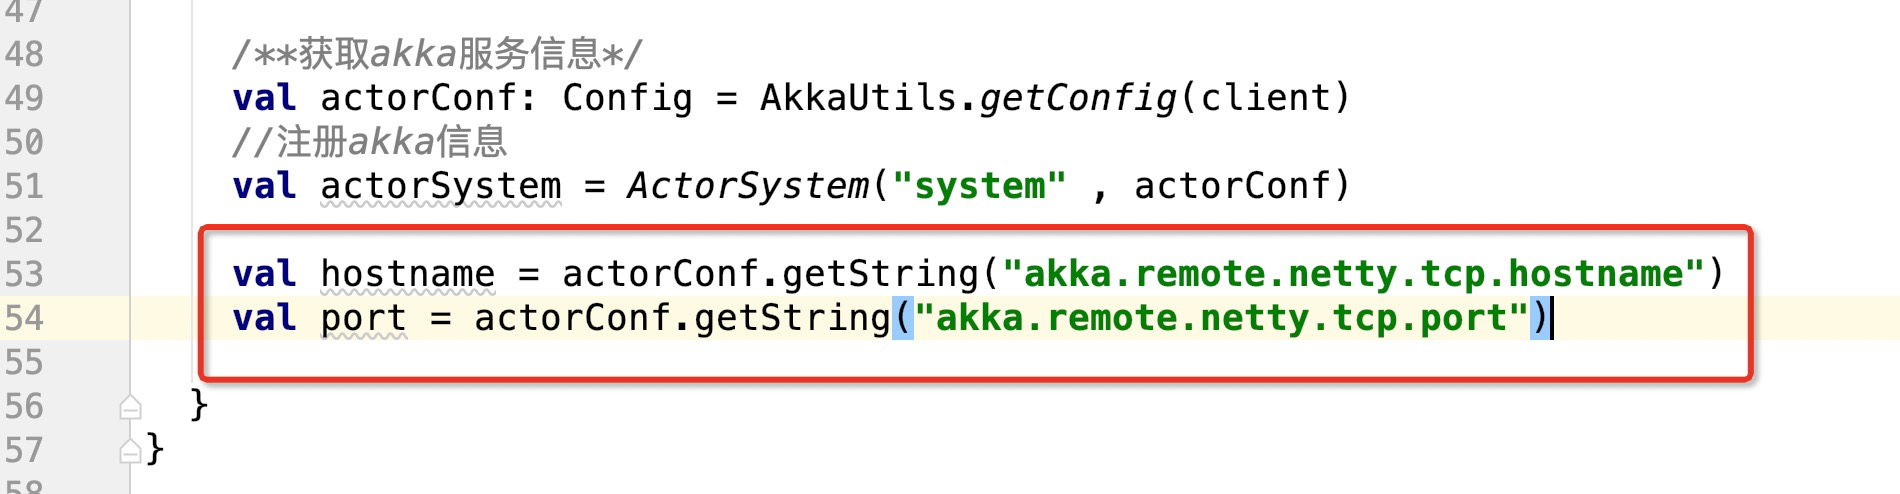 47
48 /**获取akka服务信息*/
49 val actorConf: Config = AkkaUtils.getConfig(client)
50 //注册akka信息
51 val actorSystem = ActorSystem("system" , actorConf)
52
53 val hostname = actorConf.getString("akka.remote.netty.tcp.hostname")
54 val port = actorConf.getString("akka.remote.netty.tcp.port")
55
56 }
57 }
58